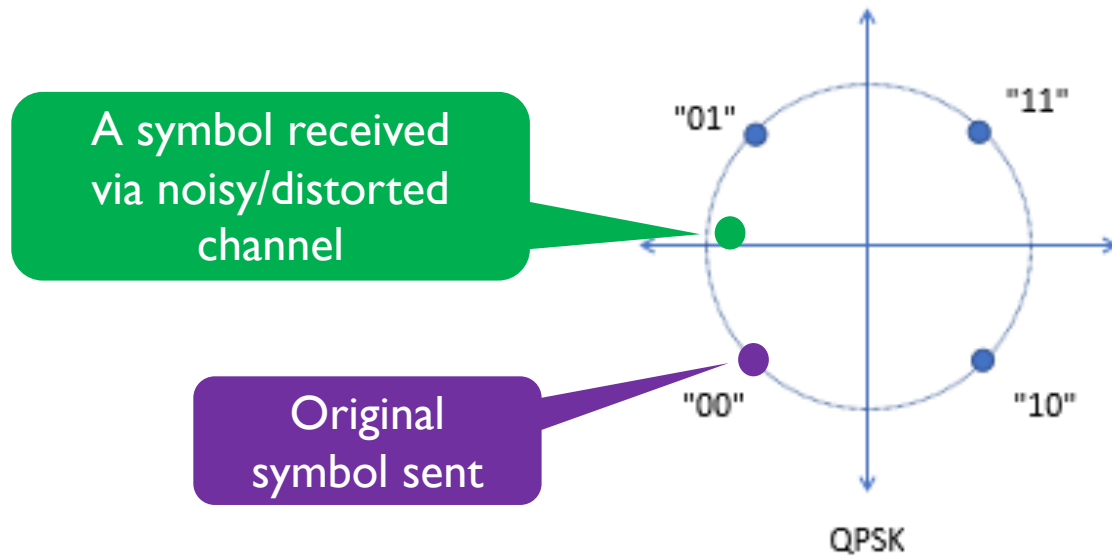 A symbol received
via noisy/distorted
channel
"01"
"11"
Original
symbol sent
"00"
"10"
QPSK